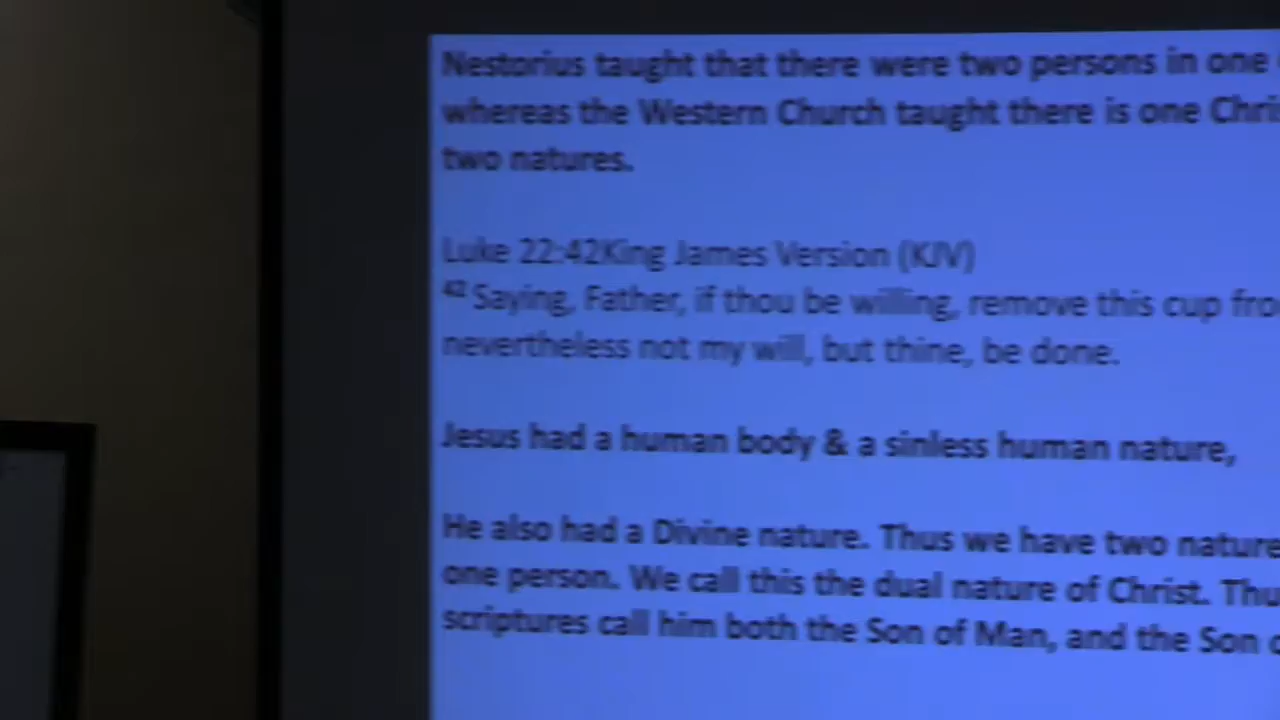 Nestorius taught that there were two persons in one
whereas the Western Church taught there is one Chri
two natures.
Luke 22:42King James Version (KJV)
42 Saying, Father, if thou be willing, remove this cup fro
nevertheless not my will, but thine, be done.
Jesus had a human body & a sinless human nature,
He also had a Divine nature. Thus we have two nature
one person. We call this the dual nature of Christ. Thu
scriptures call him both the Son of Man, and the Son o